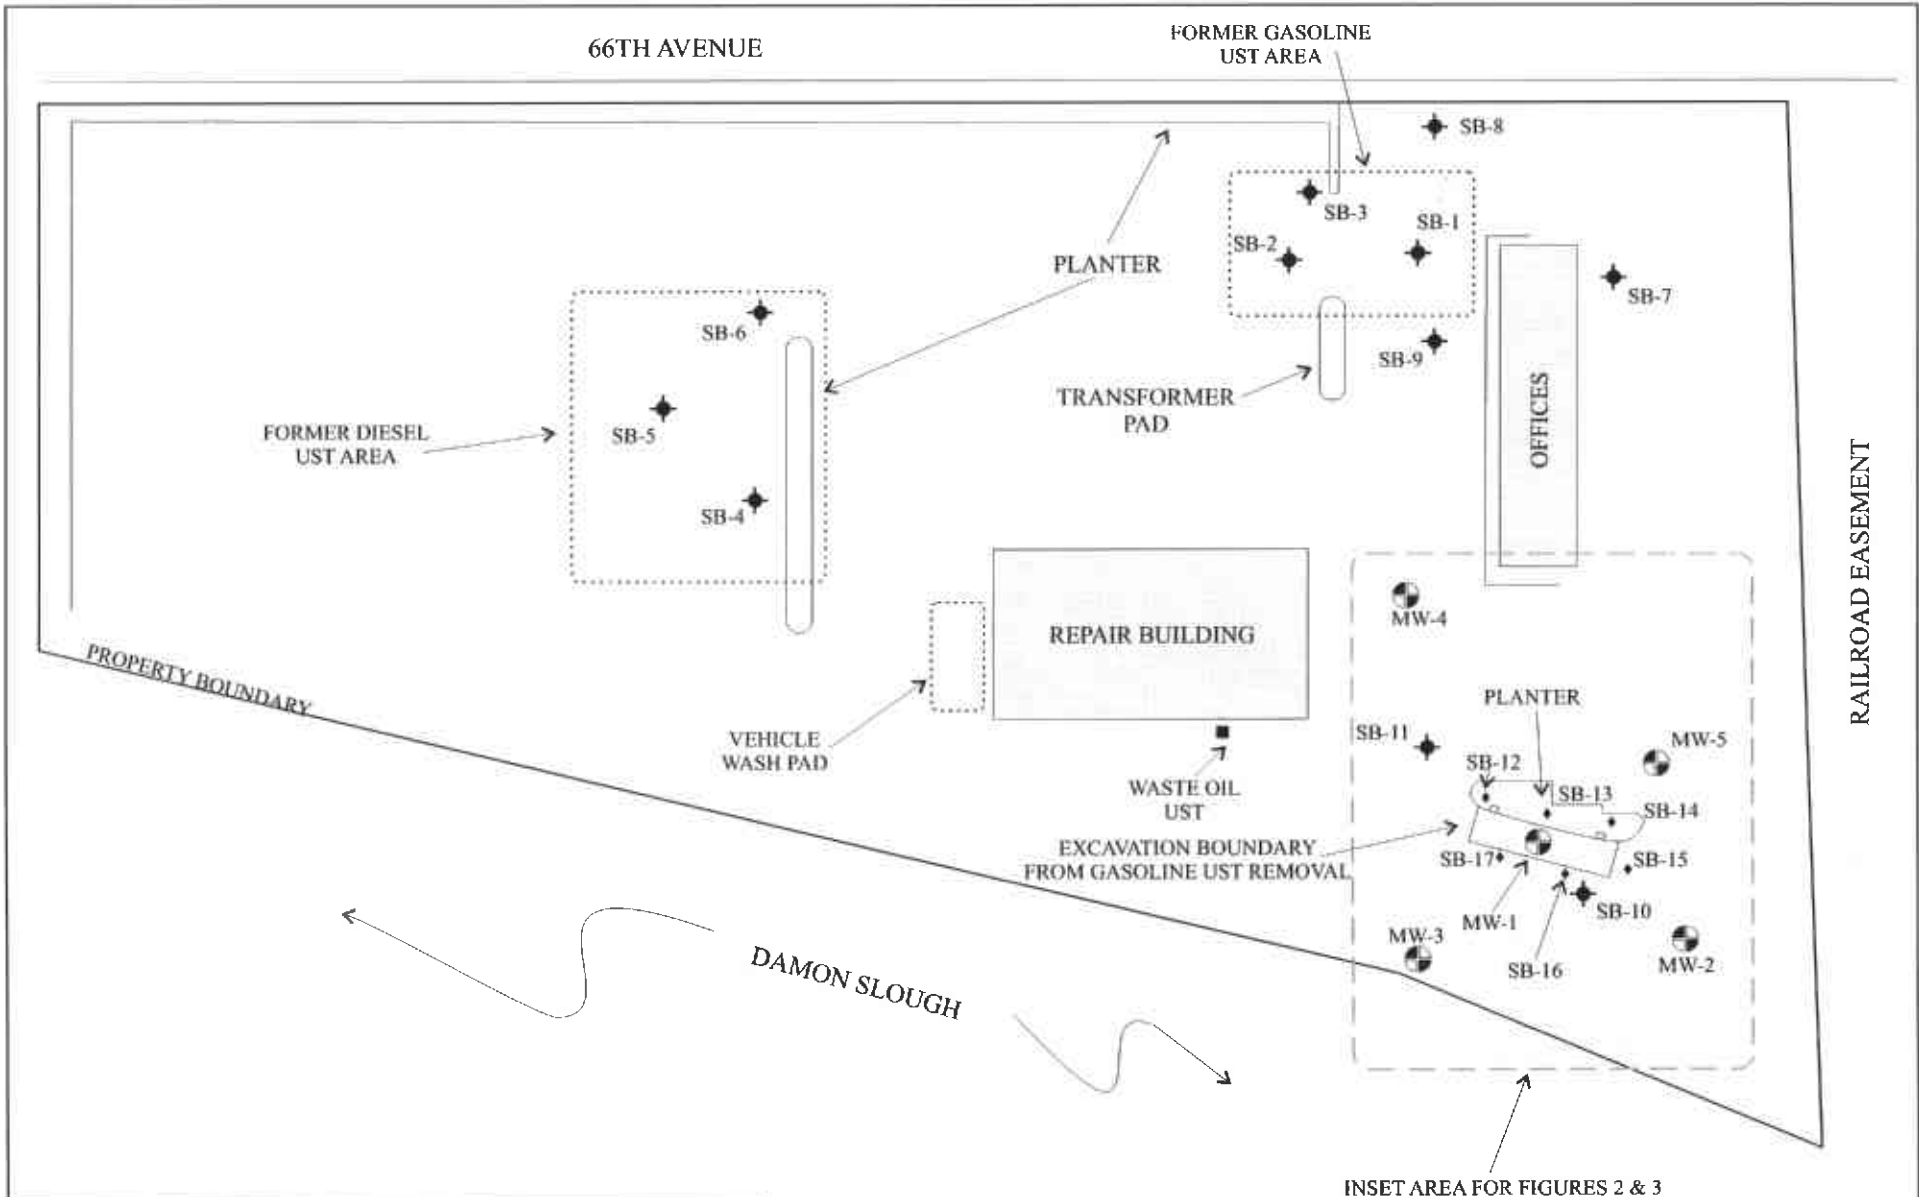 66TH AVENUE
FORMER GASOLINE
UST AREA
SB-8
SB-3
SB-1
SB-2
PLANTER
SB-7
SB-6
SB-9
TRANSFORMER
PAD
OFFICES
FORMER DIESEL
UST AREA
SB-5
SB-4
RAILROAD EASEMENT
MW-4
REPAIR BUILDING
PROPERTY BOUNDARY
PLANTER
VEHICLE
WASH PAD
SB-11
MW-5
SB-12
WASTE OIL
UST
SB-13
SB-14
EXCAVATION BOUNDARY
FROM GASOLINE UST REMOVAL
SB-17
SB-15
MW-1
SB-10
MW-3
SB-16
MW-2
DAMON SLOUGH
INSET AREA FOR FIGURES 2 & 3